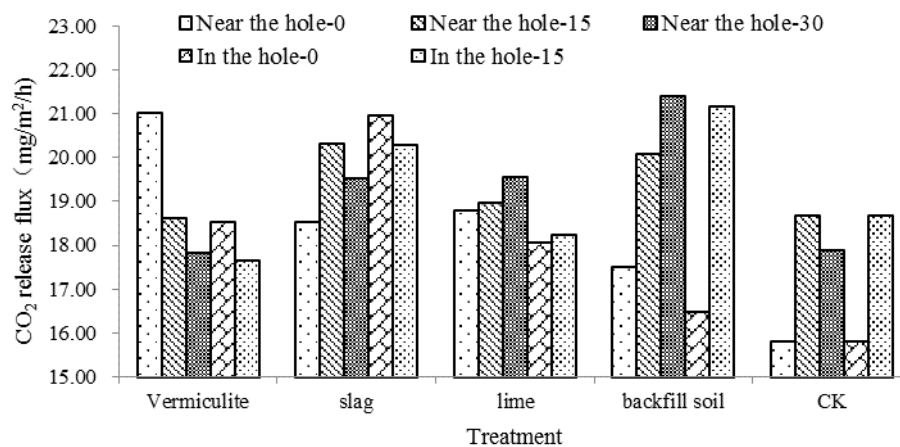 Near the hole-0 Near the hole-15 Near the hole-30
In the hole-0 In the hole-15
23.00
22.00
21.00
20.00
19.00
18.00
17.00
16.00
15.00
CO₂ release flux（mg/m²/h）
Vermiculite slag lime backfill soil CK
Treatment